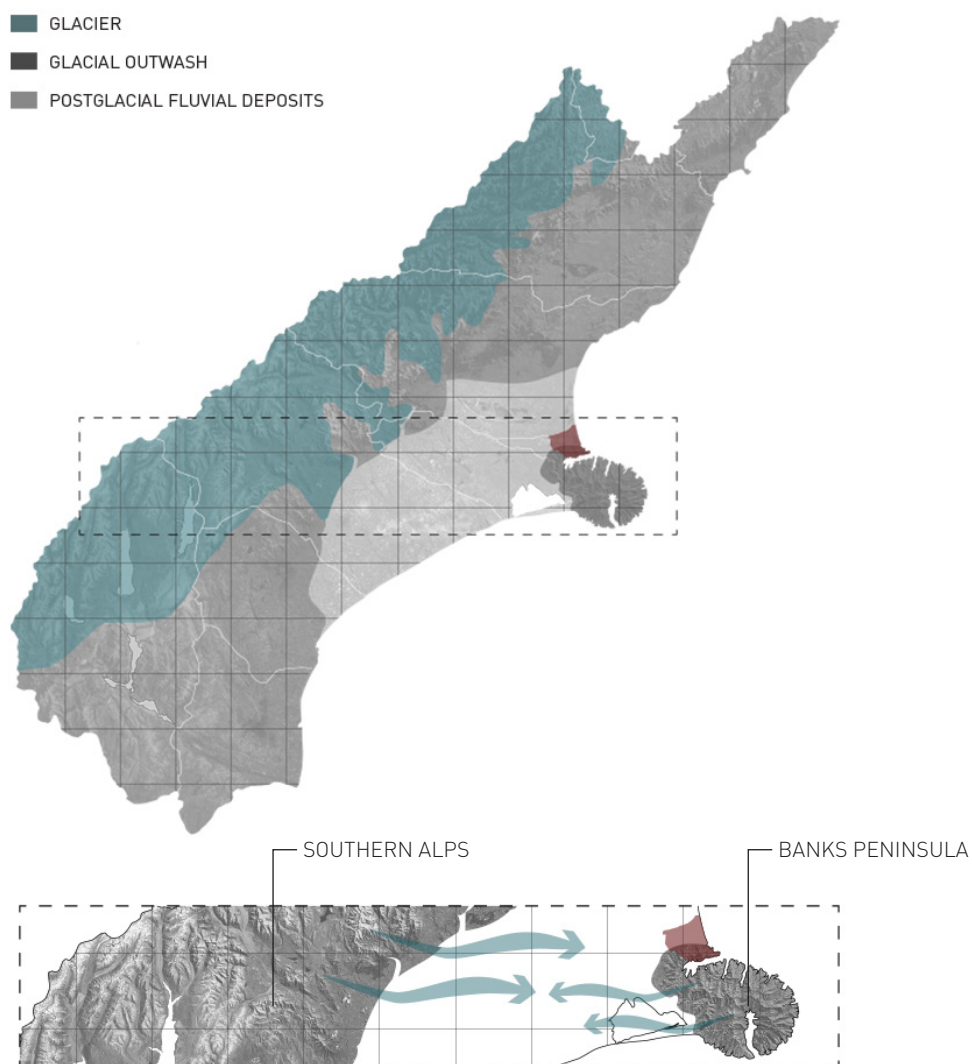 GLACIER
GLACIAL OUTWASH
POSTGLACIAL FLUVIAL DEPOSITS
SOUTHERN ALPS
BANKS PENINSULA